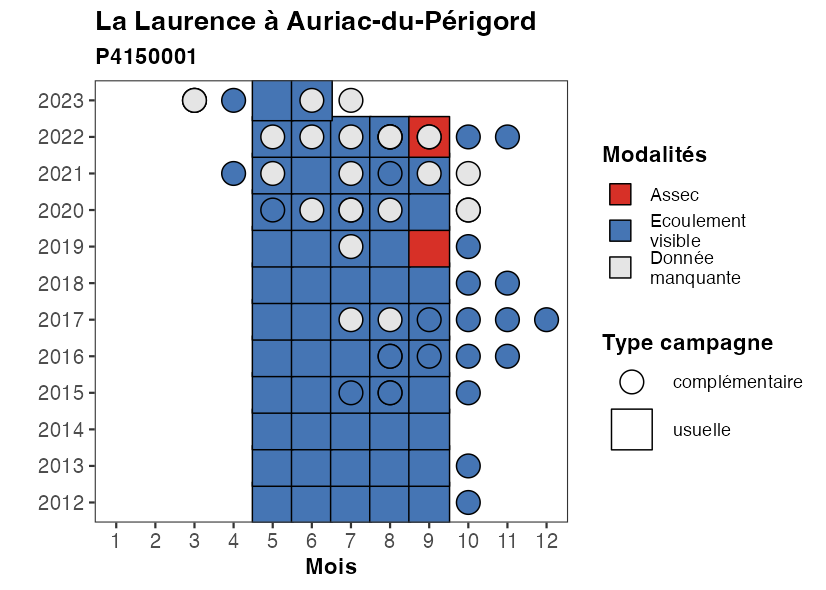 La Laurence à Auriac-du-Périgord
P4150001
2023
2022
2021
2020
2019
2018
2017
2016
2015
2014
2013
2012
1 2 3 4 5 6 7 8 9 10 11 12
Mois
Modalités
Assec
Ecoulement
visible
Donnée
manquante
Type campagne
complémentaire
usuelle